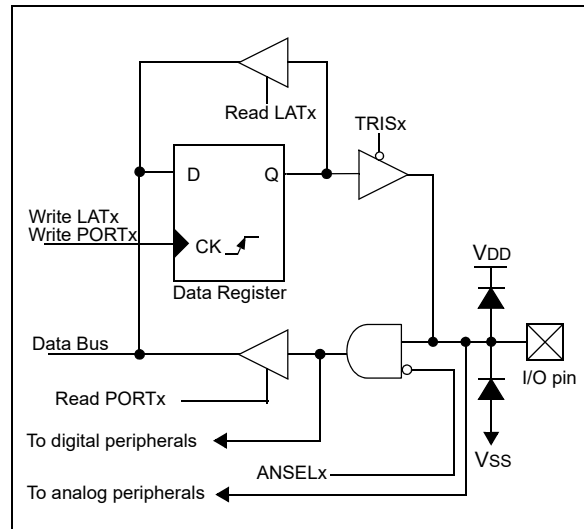 Read LATx
TRISx
D
Q
Write LATx
Write PORTx
CK
Data Register
VDD
Data Bus
I/O pin
Read PORTx
To digital peripherals
ANSELx
VSS
To analog peripherals